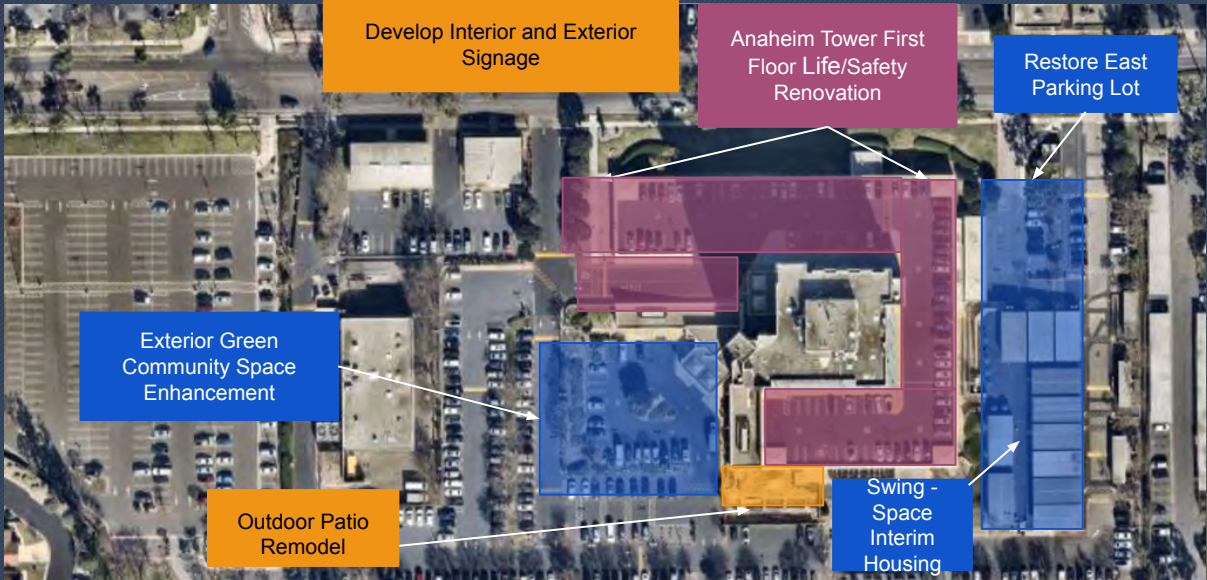 Develop Interior and Exterior
Signage
Anaheim Tower First
Floor Life/Safety
Renovation
Restore East
Parking Lot
Exterior Green
Community Space
Enhancement
Outdoor Patio
Remodel
Swing -
Space
Interim
Housing